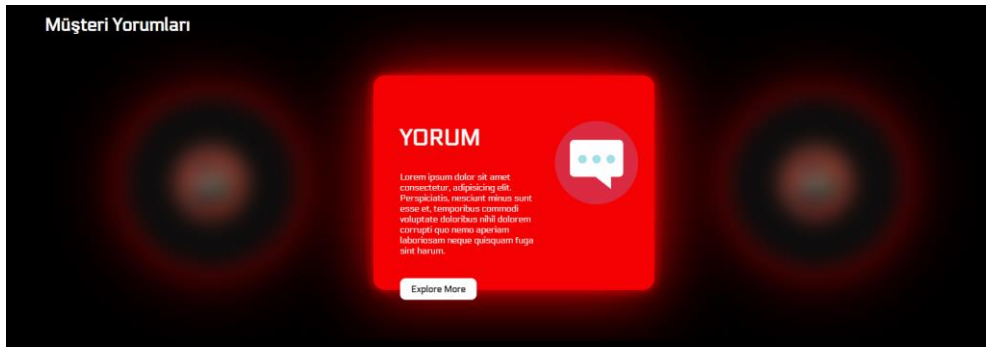 Müşteri Yorumları
YORUM
Lorem ipsum dolor sit amet
consectetur, adipisicing elit.
Perspiciatis, nesciunt minus sunt
esse et, temporibus commodi
voluptate doloribus nihil dolorem
corrupti quo nemo aperiam
laboriosam neque quisquam fuga
sint harum.
Explore More